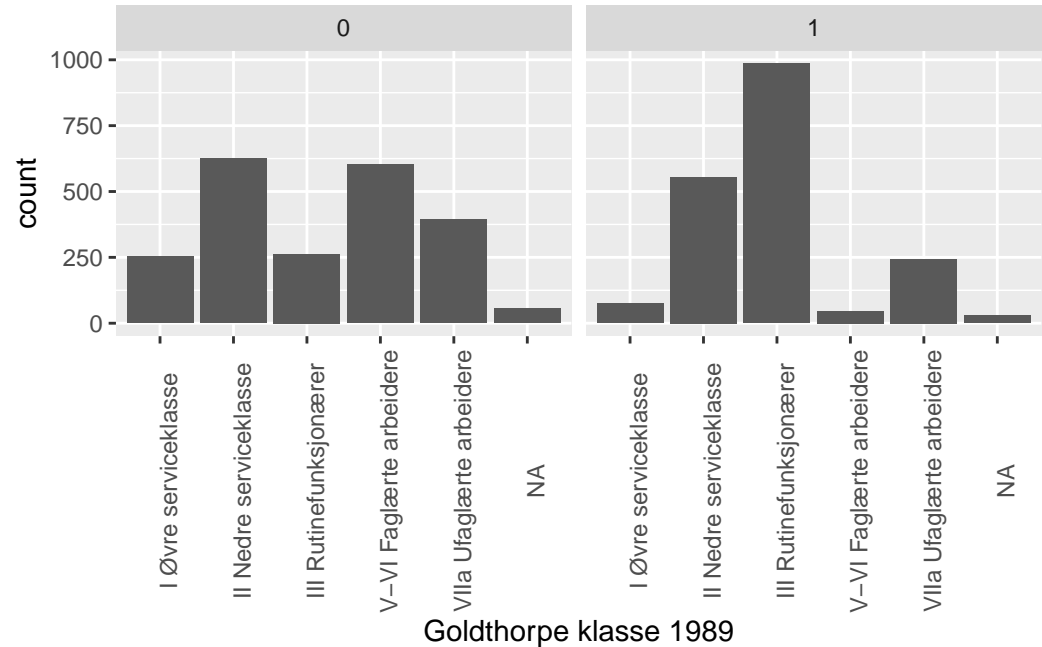 0
1
1000
750
500
250
0
count
I Øvre serviceklasse
II Nedre serviceklasse
III Rutinefunksjonærer
V−VI Faglærte arbeidere
VIIa Ufaglærte arbeidere
NA
I Øvre serviceklasse
II Nedre serviceklasse
III Rutinefunksjonærer
V−VI Faglærte arbeidere
VIIa Ufaglærte arbeidere
NA
Goldthorpe klasse 1989